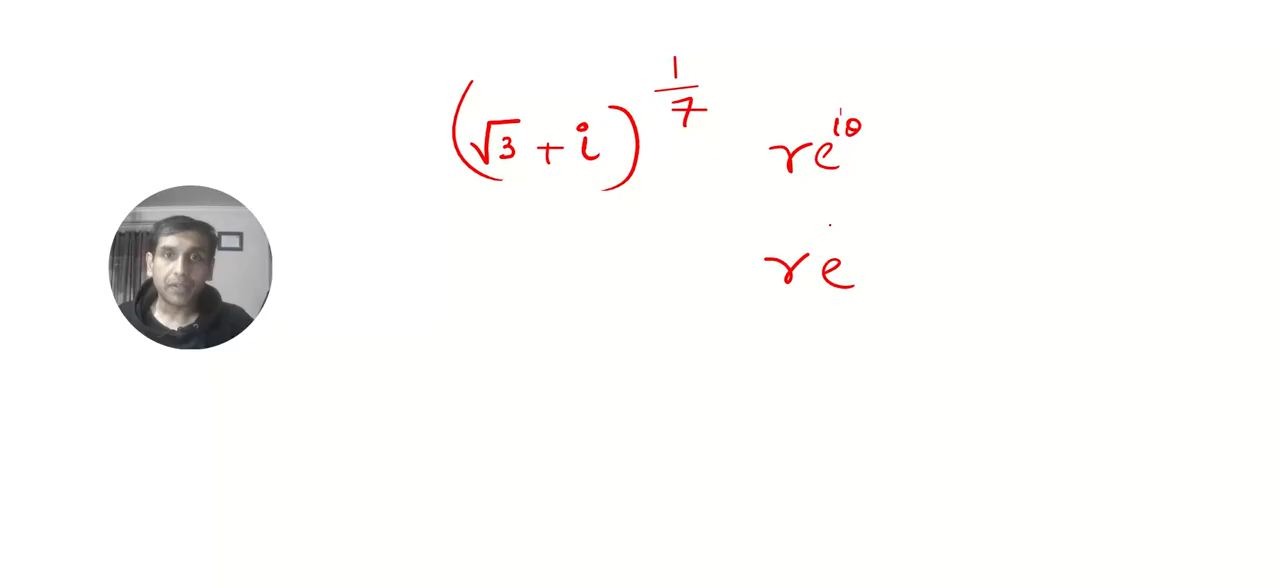 (√3 + i)^(1/7) re^(iθ)
re